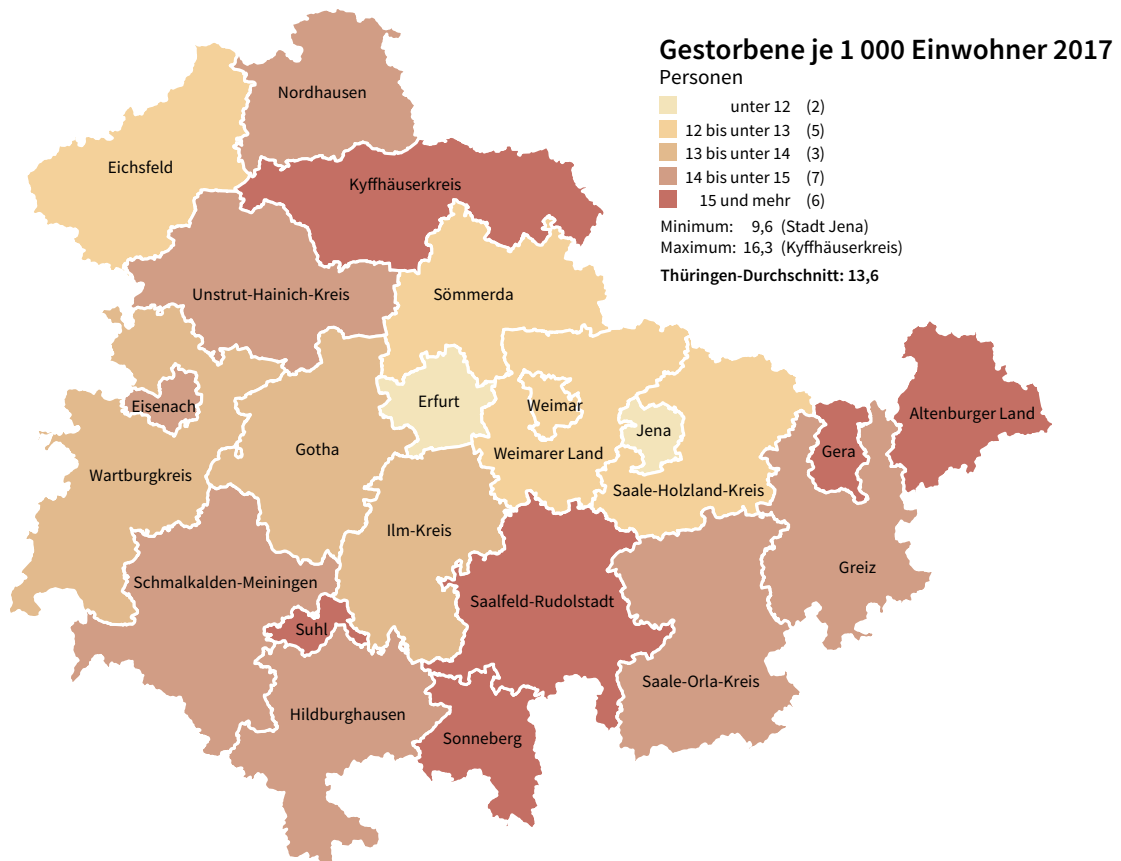 Gestorbene je 1 000 Einwohner 2017
Personen
unter 12 (2)
12 bis unter 13 (5)
13 bis unter 14 (3)
14 bis unter 15 (7)
15 und mehr (6)
Minimum: 9,6 (Stadt Jena)
Maximum: 16,3 (Kyffhäuserkreis)
Thüringen-Durchschnitt: 13,6
Nordhausen
Eichsfeld
Kyffhäuserkreis
Unstrut-Hainich-Kreis
Sömmerda
Eisenach
Erfurt
Weimar
Altenburger Land
Jena
Gotha
Weimarer Land
Gera
Wartburgkreis
Saale-Holzland-Kreis
Ilm-Kreis
Greiz
Schmalkalden-Meiningen
Saalfeld-Rudolstadt
Suhl
Saale-Orla-Kreis
Hildburghausen
Sonneberg